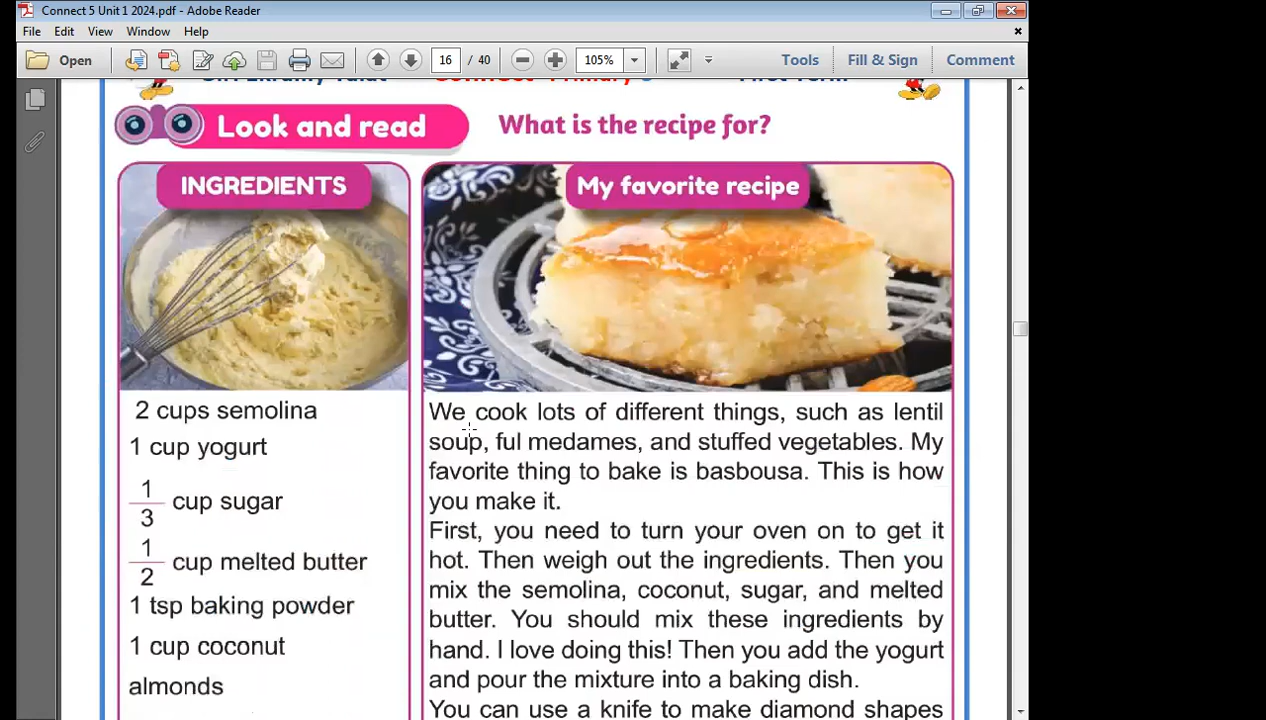 Connect 5 Unit 1 2024.pdf - Adobe Reader
File Edit View Window Help
Open 16 / 40 105% Tools Fill & Sign Comment
Look and read What is the recipe for?
INGREDIENTS
2 cups semolina
1 cup yogurt
1/3 cup sugar
1/2 cup melted butter
1 tsp baking powder
1 cup coconut
almonds
My favorite recipe
We cook lots of different things, such as lentil
soup, ful medames, and stuffed vegetables. My
favorite thing to bake is basbousa. This is how
you make it.
First, you need to turn your oven on to get it
hot. Then weigh out the ingredients. Then you
mix the semolina, coconut, sugar, and melted
butter. You should mix these ingredients by
hand. I love doing this! Then you add the yogurt
and pour the mixture into a baking dish.
You can use a knife to make diamond shapes